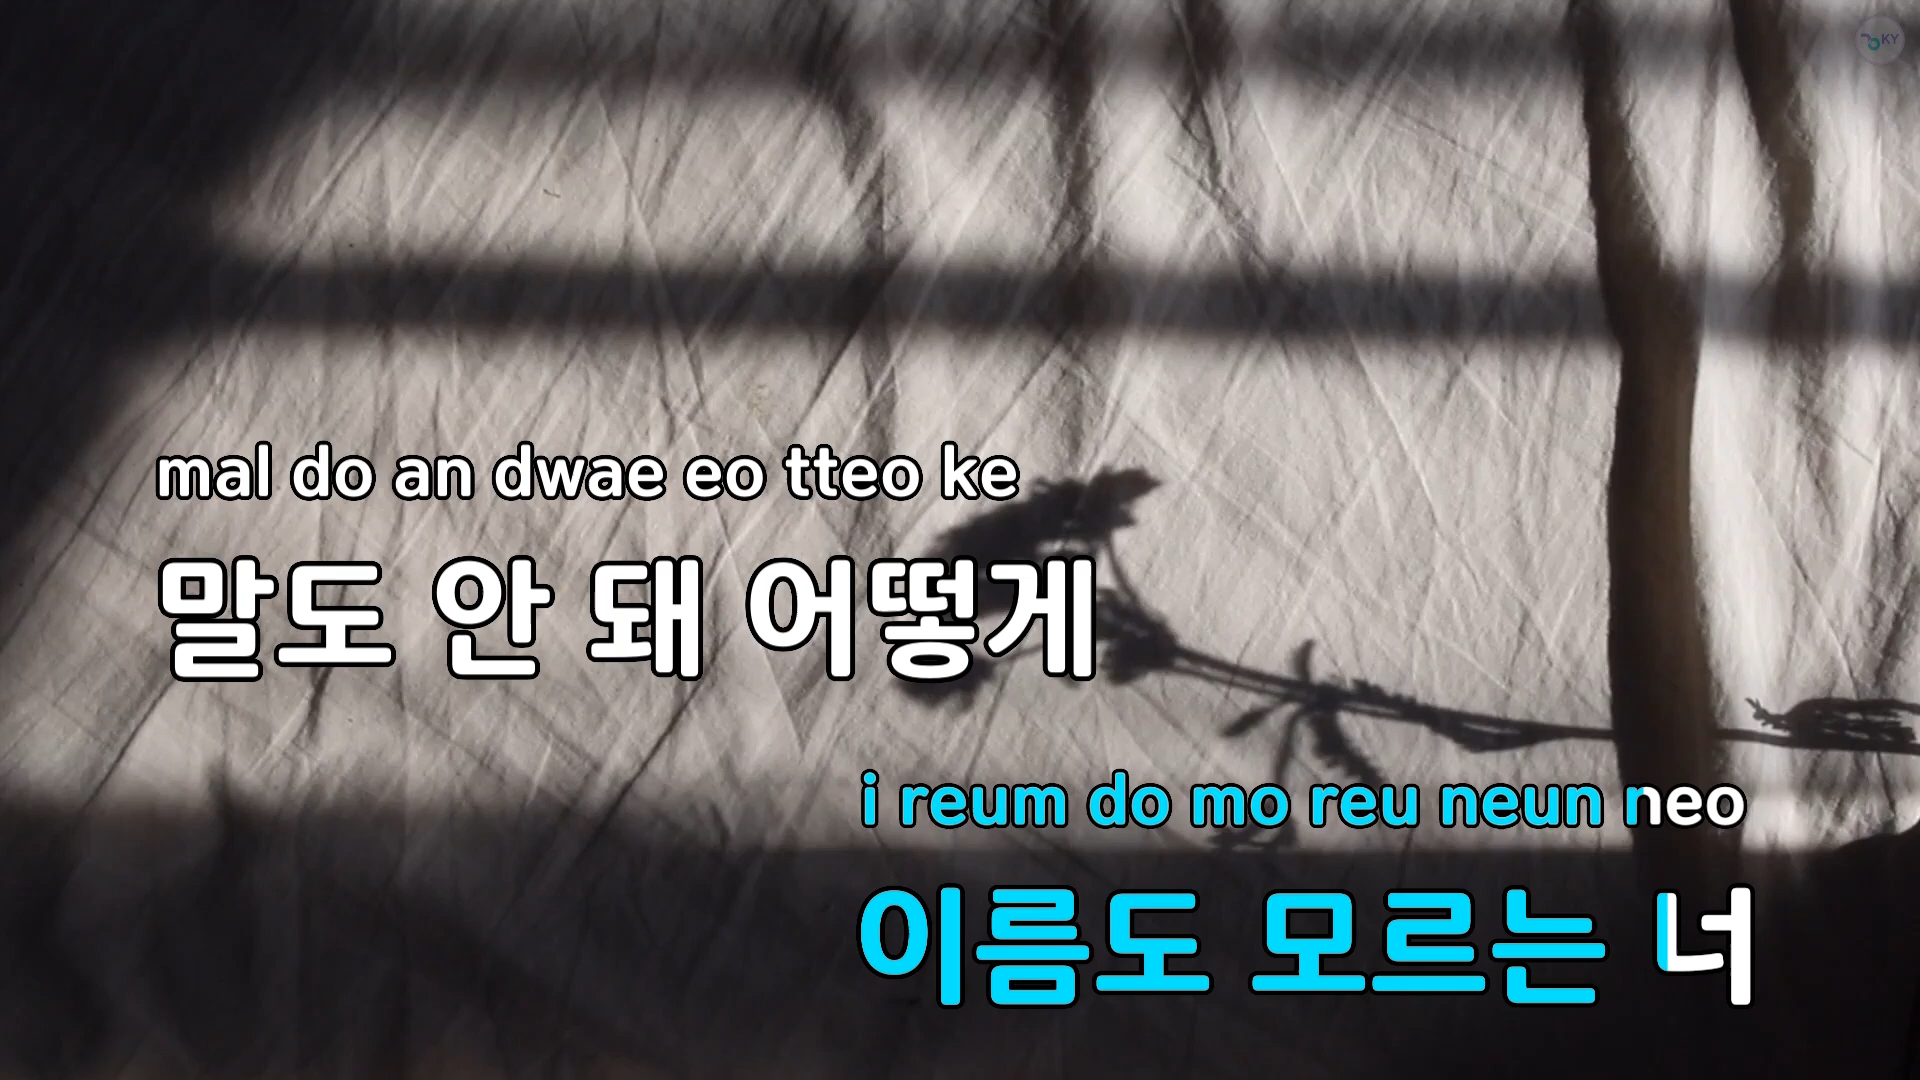 KY
mal do an dwae eo tteo ke
말도 안 돼 어떻게
i reum do mo reu neun neo
이름도 모르는 너